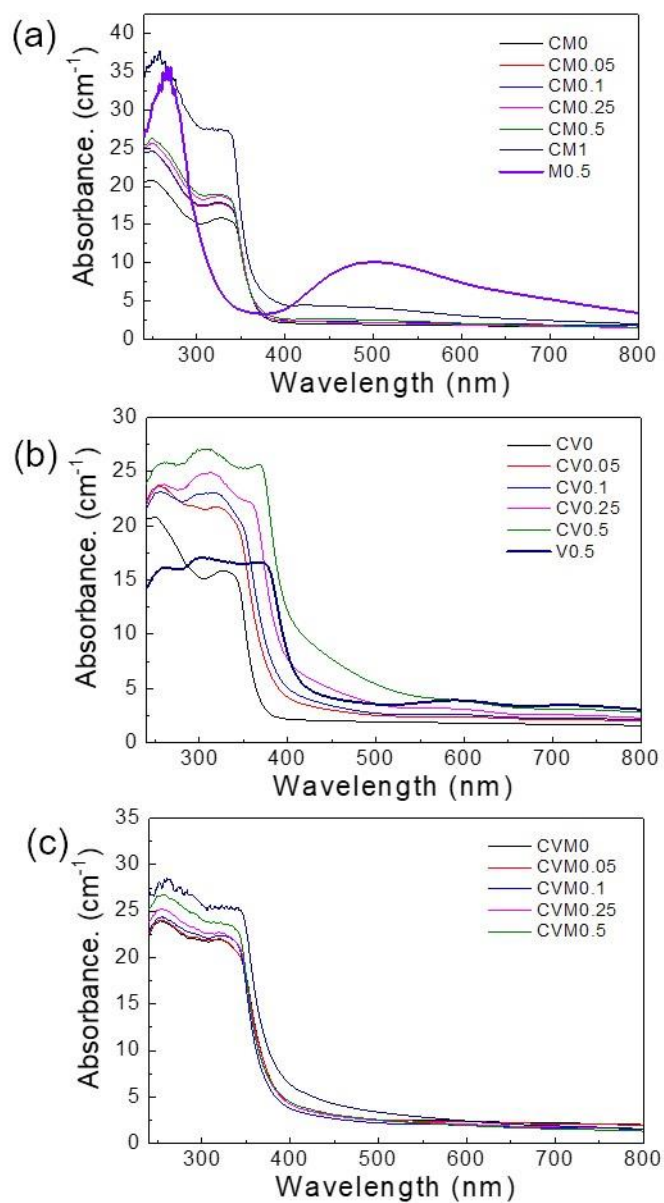 (a)
CM0
CM0.05
CM0.1
CM0.25
CM0.5
CM1
M0.5
40
35
30
25
20
15
10
5
0
Absorbance. (cm-1)
300 400 500 600 700 800
Wavelength (nm)
(b)
CV0
CV0.05
CV0.1
CV0.25
CV0.5
V0.5
30
25
20
15
10
5
0
Absorbance. (cm-1)
300 400 500 600 700 800
Wavelength (nm)
(c)
CVM0
CVM0.05
CVM0.1
CVM0.25
CVM0.5
35
30
25
20
15
10
5
0
Absorbance. (cm-1)
300 400 500 600 700 800
Wavelength (nm)